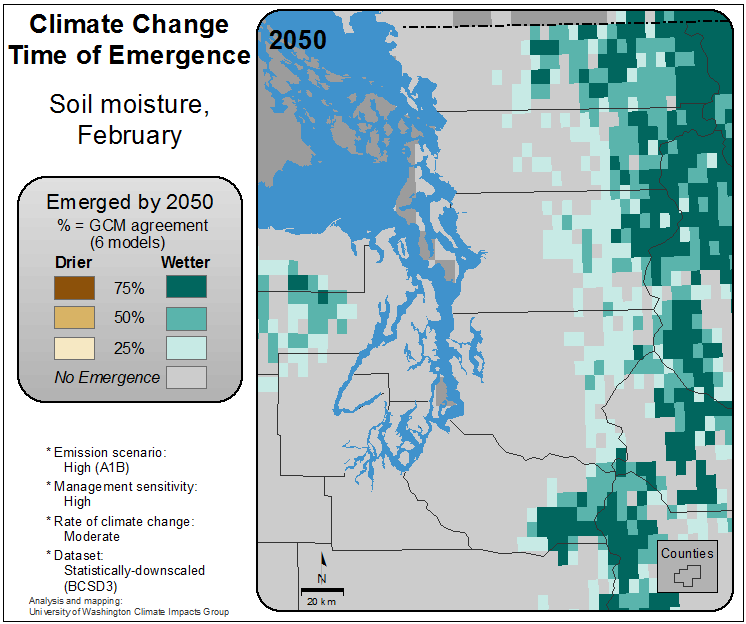 Climate Change
Time of Emergence
Soil moisture,
February
Emerged by 2050
% = GCM agreement
(6 models)
Drier Wetter
75%
50%
25%
No Emergence
* Emission scenario:
High (A1B)
* Management sensitivity:
High
* Rate of climate change:
Moderate
* Dataset:
Statistically-downscaled
(BCSD3)
Analysis and mapping:
University of Washington Climate Impacts Group
2050
N
20 km
Counties